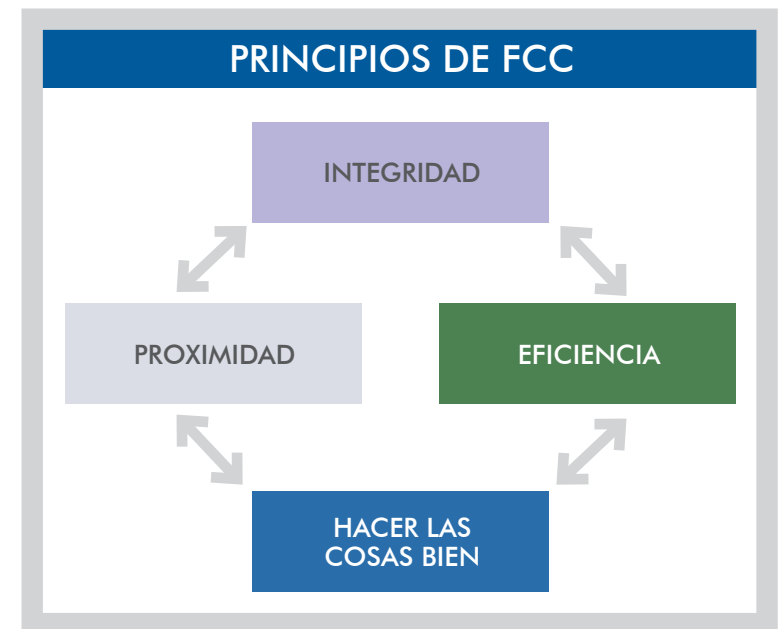 PRINCIPIOS DE FCC
INTEGRIDAD
PROXIMIDAD
EFICIENCIA
HACER LAS
COSAS BIEN